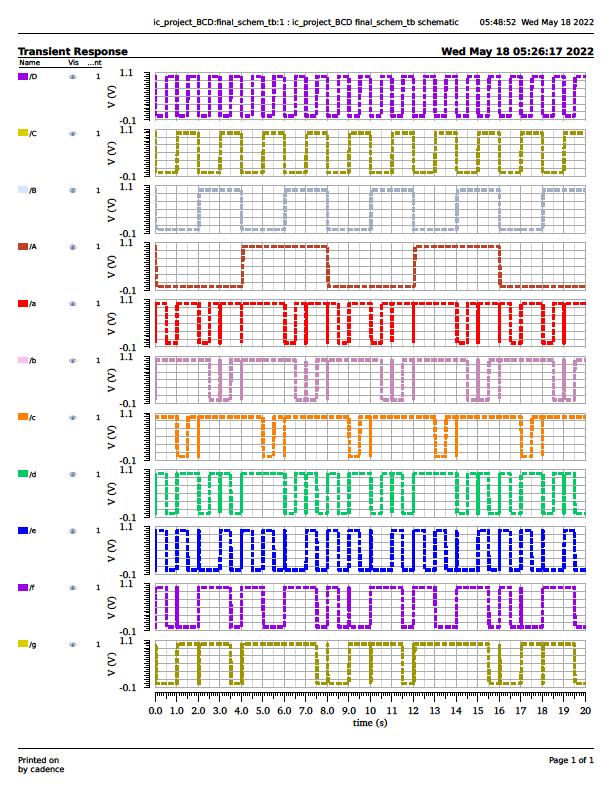 ic_project_BCD:final_schem_tb:1 : ic_project_BCD final_schem_tb schematic 05:48:52 Wed May 18 2022
Transient Response Wed May 18 05:26:17 2022
Name Vis ...nt
/D 1 V (V) 1.1 -0.1
/C 1 V (V) 1.1 -0.1
/B 1 V (V) 1.1 -0.1
/A 1 V (V) 1.1 -0.1
/a 1 V (V) 1.1 -0.1
/b 1 V (V) 1.1 -0.1
/c 1 V (V) 1.1 -0.1
/d 1 V (V) 1.1 -0.1
/e 1 V (V) 1.1 -0.1
/f 1 V (V) 1.1 -0.1
/g 1 V (V) 1.1 -0.1
0.0 1.0 2.0 3.0 4.0 5.0 6.0 7.0 8.0 9.0 10 11 12 13 14 15 16 17 18 19 20
time (s)
Printed on Page 1 of 1
by cadence